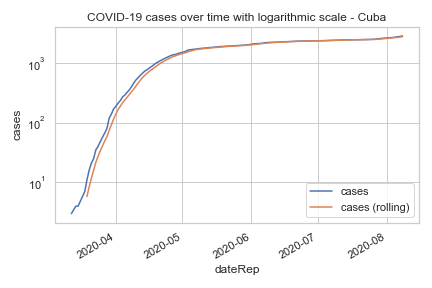 COVID-19 cases over time with logarithmic scale - Cuba
cases
10³
10²
10¹
cases
cases (rolling)
2020-04
2020-05
2020-06
2020-07
2020-08
dateRep